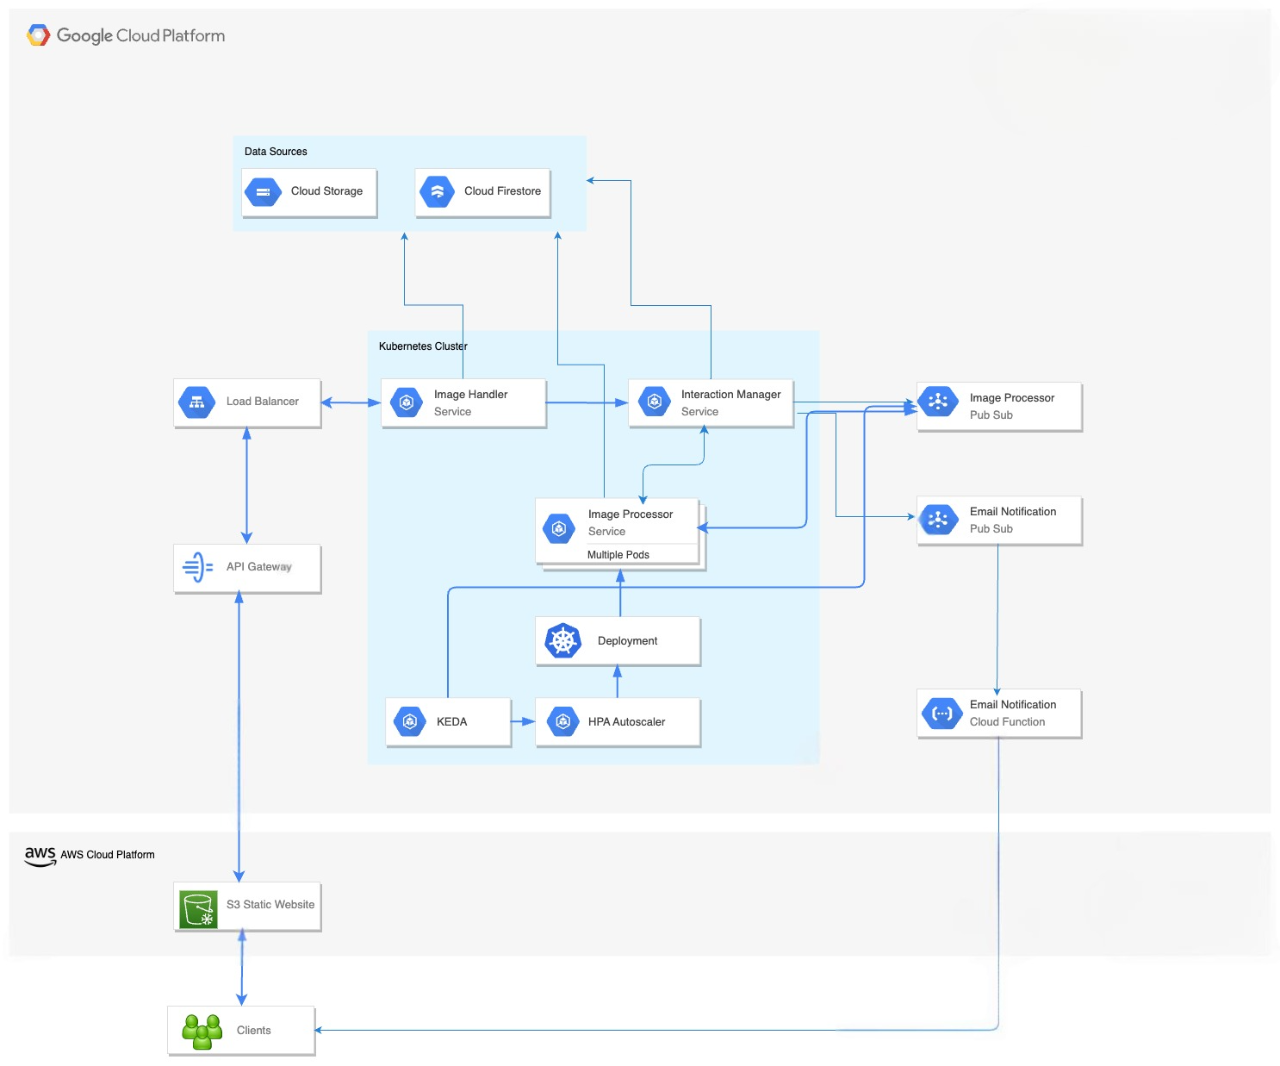 Google Cloud Platform
Data Sources
Cloud Storage
Cloud Firestore
Kubernetes Cluster
Load Balancer
Image Handler
Service
Interaction Manager
Service
Image Processor
Pub Sub
Image Processor
Service
Multiple Pods
Email Notification
Pub Sub
API Gateway
Deployment
KEDA
HPA Autoscaler
Email Notification
Cloud Function
aws AWS Cloud Platform
S3 Static Website
Clients